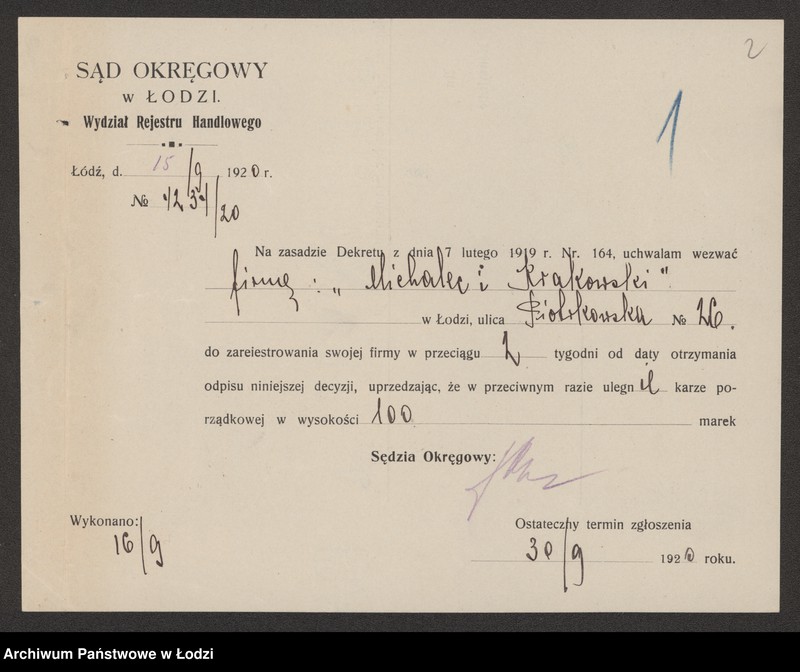 2
1
SĄD OKRĘGOWY
w ŁODZI.
Wydział Rejestru Handlowego
Łódź, d. 15/9 1920 r.
№ 4234/20
Na zasadzie Dekretu z dnia 7 lutego 1919 r. Nr. 164, uchwalam wezwać
firmę: „Michalec i Krakowski"
w Łodzi, ulica Piotrkowska № 26.
do zareiestrowania swojej firmy w przeciągu 2 tygodni od daty otrzymania
odpisu niniejszej decyzji, uprzedzając, że w przeciwnym razie ulegnie karze po-
rządkowej w wysokości 100 marek
Sędzia Okręgowy:
Wykonano:
16/9
Ostateczny termin zgłoszenia
30/9 1920 roku.
Archiwum Państwowe w Łodzi